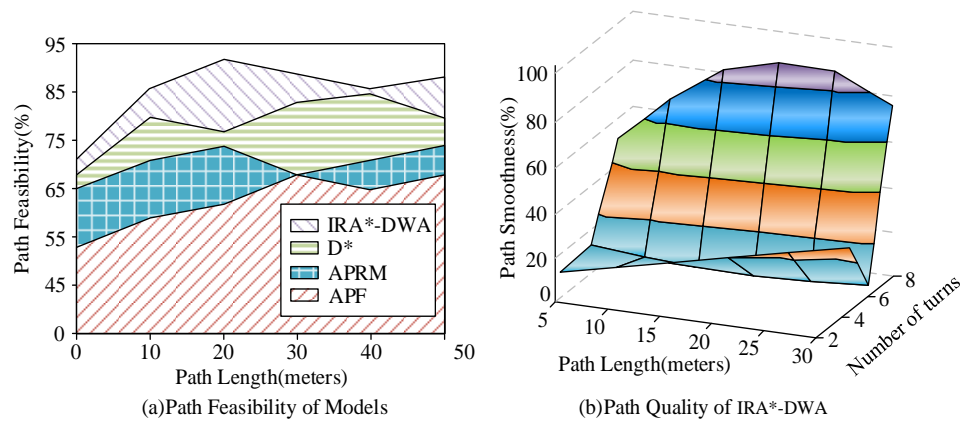 95
85
75
65
55
45
0
Path Feasibility(%)
IRA*-DWA
D*
APRM
APF
0 10 20 30 40 50
Path Length(meters)
(a)Path Feasibility of Models
100
80
60
40
20
0
Path Smoothness(%)
5 10 15 20 25 30
Path Length(meters)
2 4 6 8
Number of turns
(b)Path Quality of IRA*-DWA